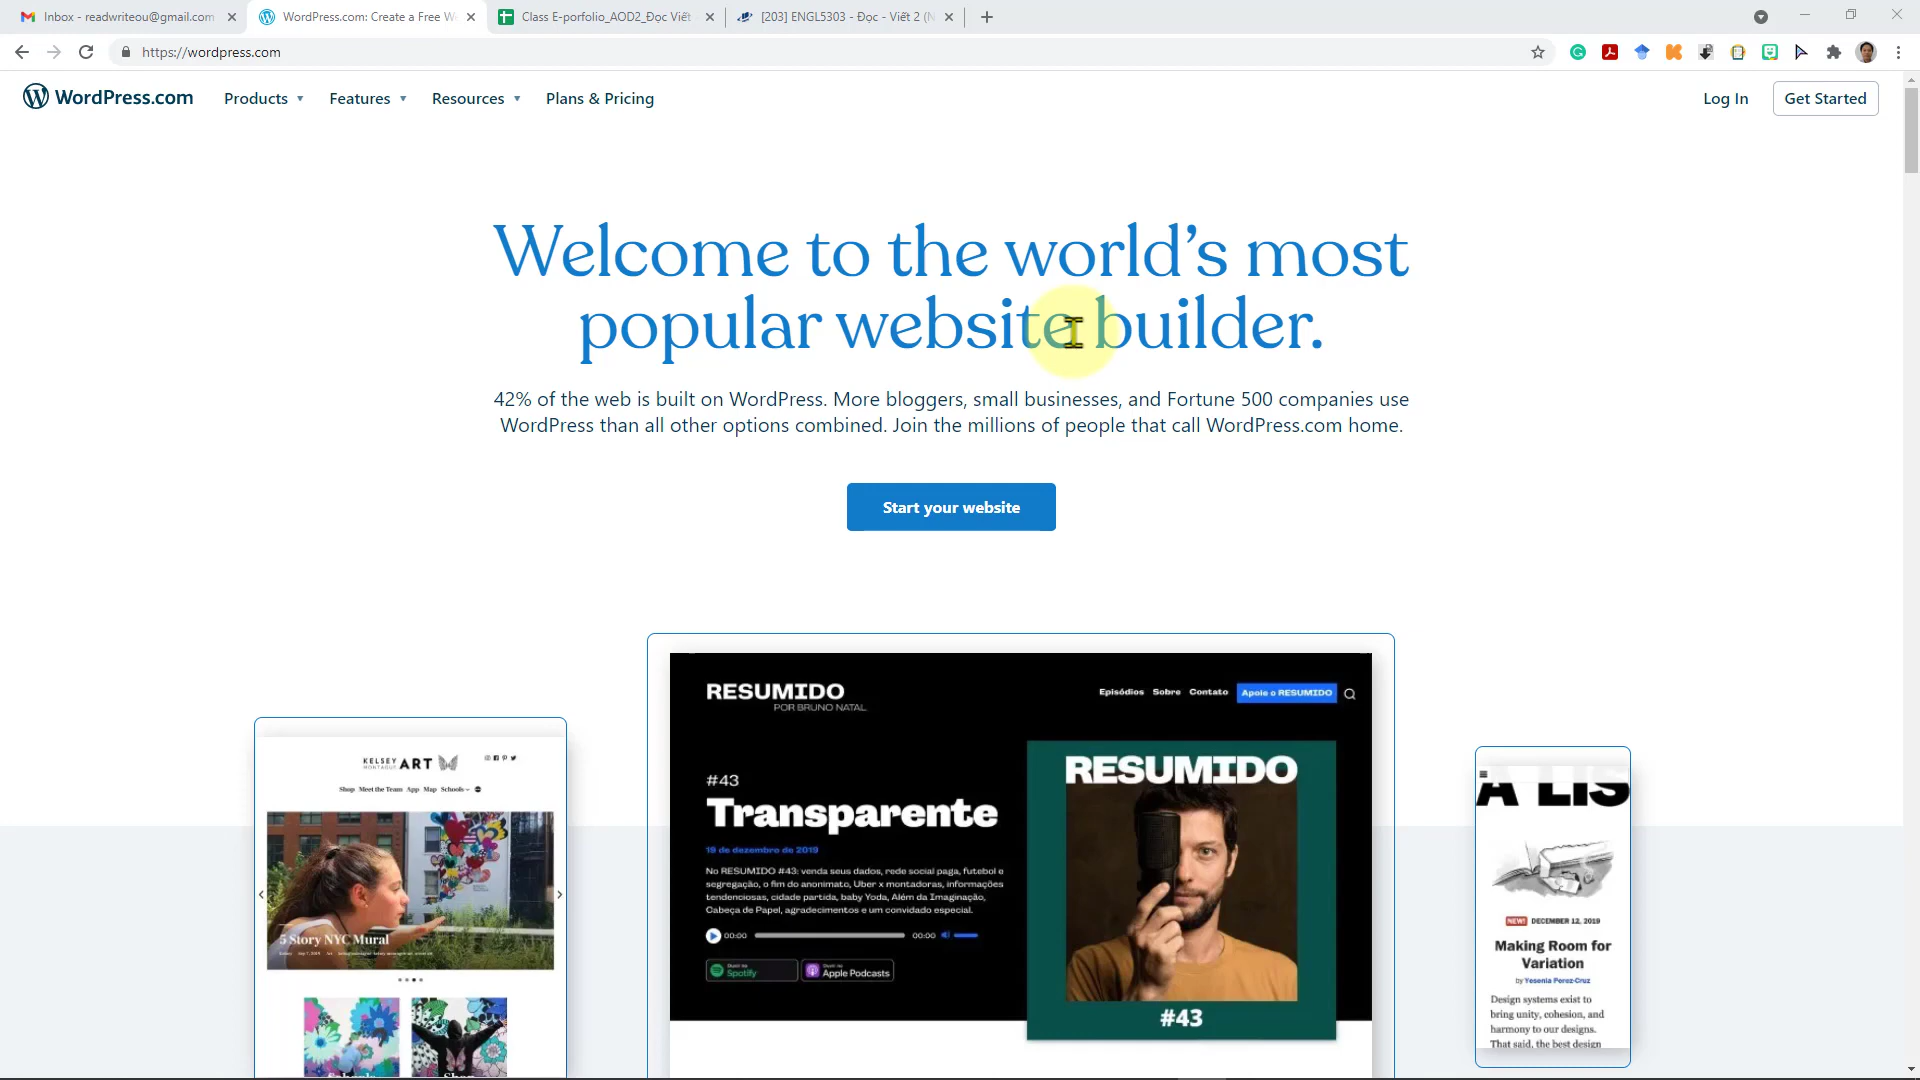 Inbox - readwriteou@gmail.com
WordPress.com: Create a Free W
Class E-porfolio_AOD2_Đọc Viết
[203] ENGL5303 - Đọc - Viết 2 (N
https://wordpress.com
WordPress.com
Products
Features
Resources
Plans & Pricing
Log In
Get Started
Welcome to the world's most
popular website builder.
42% of the web is built on WordPress. More bloggers, small businesses, and Fortune 500 companies use
WordPress than all other options combined. Join the millions of people that call WordPress.com home.
Start your website
KELSEY
MONTAGUE
ART
Shop Meet the Team App Map Schools
5 Story NYC Mural
Shop
RESUMIDO
POR BRUNO NATAL
Episódios Sobre Contato Apoie o RESUMIDO
#43
Transparente
19 de dezembro de 2019
No RESUMIDO #43: venda seus dados, rede social paga, futebol e
segregação, o fim do anonimato, Uber x montadoras, informações
tendenciosas, cidade partida, baby Yoda, Além da Imaginação,
Cabeça de Papel, agradecimentos e um convidado especial.
00:00
00:00
Spotify
Apple Podcasts
RESUMIDO
#43
A LIS
NEW! DECEMBER 12, 2019
Making Room for
Variation
by Yesenia Perez-Cruz
Design systems exist to
bring unity, cohesion, and
harmony to our designs.
That said, the best design